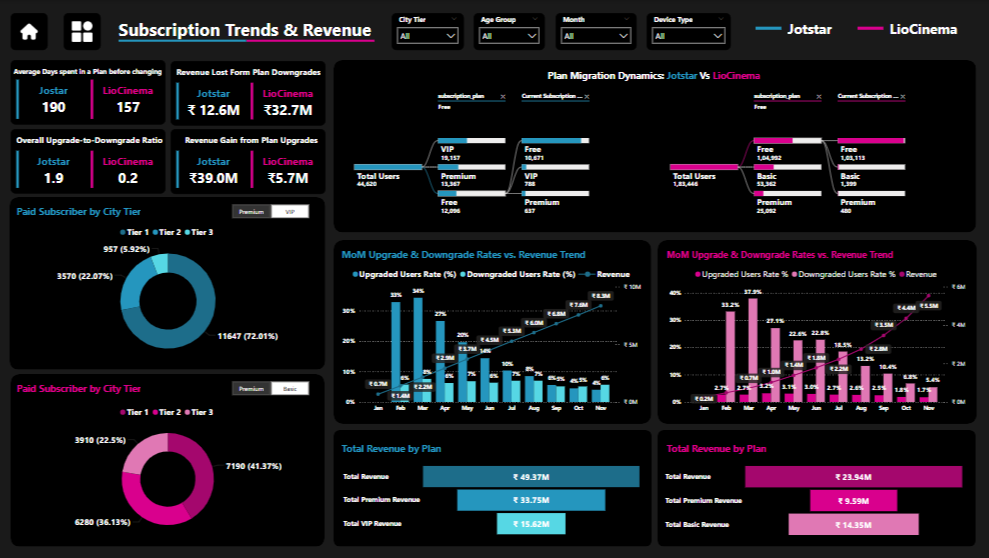 Subscription Trends & Revenue
City Tier
All
Age Group
All
Month
All
Device Type
All
Jotstar
LioCinema
Average Days spent in a Plan before changing
Jostar
190
LioCinema
157
Revenue Lost Form Plan Downgrades
Jotstar
₹ 12.6M
LioCinema
₹32.7M
Overall Upgrade-to-Downgrade Ratio
Jotstar
1.9
LioCinema
0.2
Revenue Gain from Plan Upgrades
Jotstar
₹39.0M
LioCinema
₹5.7M
Paid Subscriber by City Tier
Premium
VIP
Tier 1 Tier 2 Tier 3
957 (5.92%)
3570 (22.07%)
11647 (72.01%)
Paid Subscriber by City Tier
Premium
Basic
Tier 1 Tier 2 Tier 3
3910 (22.5%)
7190 (41.37%)
6280 (36.13%)
Plan Migration Dynamics: Jotstar Vs LioCinema
subscription_plan
Free
Current Subscription ...
Total Users
44,620
VIP
19,157
Premium
13,367
Free
12,096
Free
10,671
VIP
788
Premium
637
subscription_plan
Free
Current Subscription ...
Total Users
1,83,446
Free
1,04,992
Basic
53,362
Premium
25,092
Free
1,03,113
Basic
1,399
Premium
480
MoM Upgrade & Downgrade Rates vs. Revenue Trend
Upgraded Users Rate (%) Downgraded Users Rate (%) Revenue
30%
20%
10%
0%
₹ 10M
₹ 5M
₹ 0M
33%
34%
27%
20%
14%
10%
8%
6%
4%
4%
6%
8%
6%
7%
6%
7%
7%
5%
5%
6%
₹ 0.7M
₹ 1.4M
₹ 2.2M
₹ 2.9M
₹ 3.7M
₹ 4.5M
₹ 5.3M
₹ 6.0M
₹ 6.8M
₹ 7.6M
₹ 8.3M
Jan Feb Mar Apr May Jun Jul Aug Sep Oct Nov
MoM Upgrade & Downgrade Rates vs. Revenue Trend
Upgraded Users Rate % Downgraded Users Rate % Revenue
40%
30%
20%
10%
0%
₹ 6M
₹ 4M
₹ 2M
₹ 0M
33.2%
37.9%
27.1%
22.6%
22.8%
18.5%
13.2%
10.4%
6.8%
5.4%
2.7%
2.7%
3.2%
3.1%
3.0%
2.7%
2.6%
2.5%
1.8%
1.7%
₹ 0.2M
₹ 0.7M
₹ 1.0M
₹ 1.4M
₹ 1.8M
₹ 2.2M
₹ 2.8M
₹ 3.5M
₹ 4.4M
₹ 5.5M
Jan Feb Mar Apr May Jun Jul Aug Sep Oct Nov
Total Revenue by Plan
Total Revenue
₹ 49.37M
Total Premium Revenue
₹ 33.75M
Total VIP Revenue
₹ 15.62M
Total Revenue by Plan
Total Revenue
₹ 23.94M
Total Premium Revenue
₹ 9.59M
Total Basic Revenue
₹ 14.35M